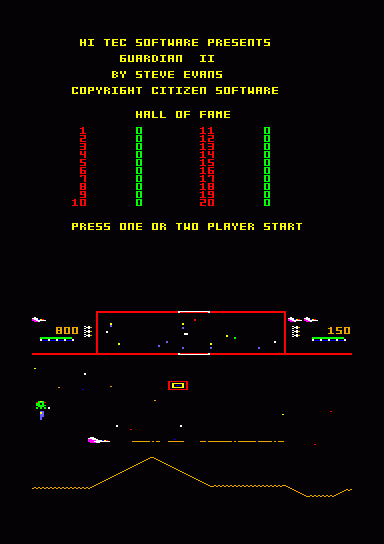 HI TEC SOFTWARE PRESENTS
GUARDIAN II
BY STEVE EVANS
COPYRIGHT CITIZEN SOFTWARE
HALL OF FAME
1 0 11 0
2 0 12 0
3 0 13 0
4 0 14 0
5 0 15 0
6 0 16 0
7 0 17 0
8 0 18 0
9 0 19 0
10 0 20 0
PRESS ONE OR TWO PLAYER START
800 150